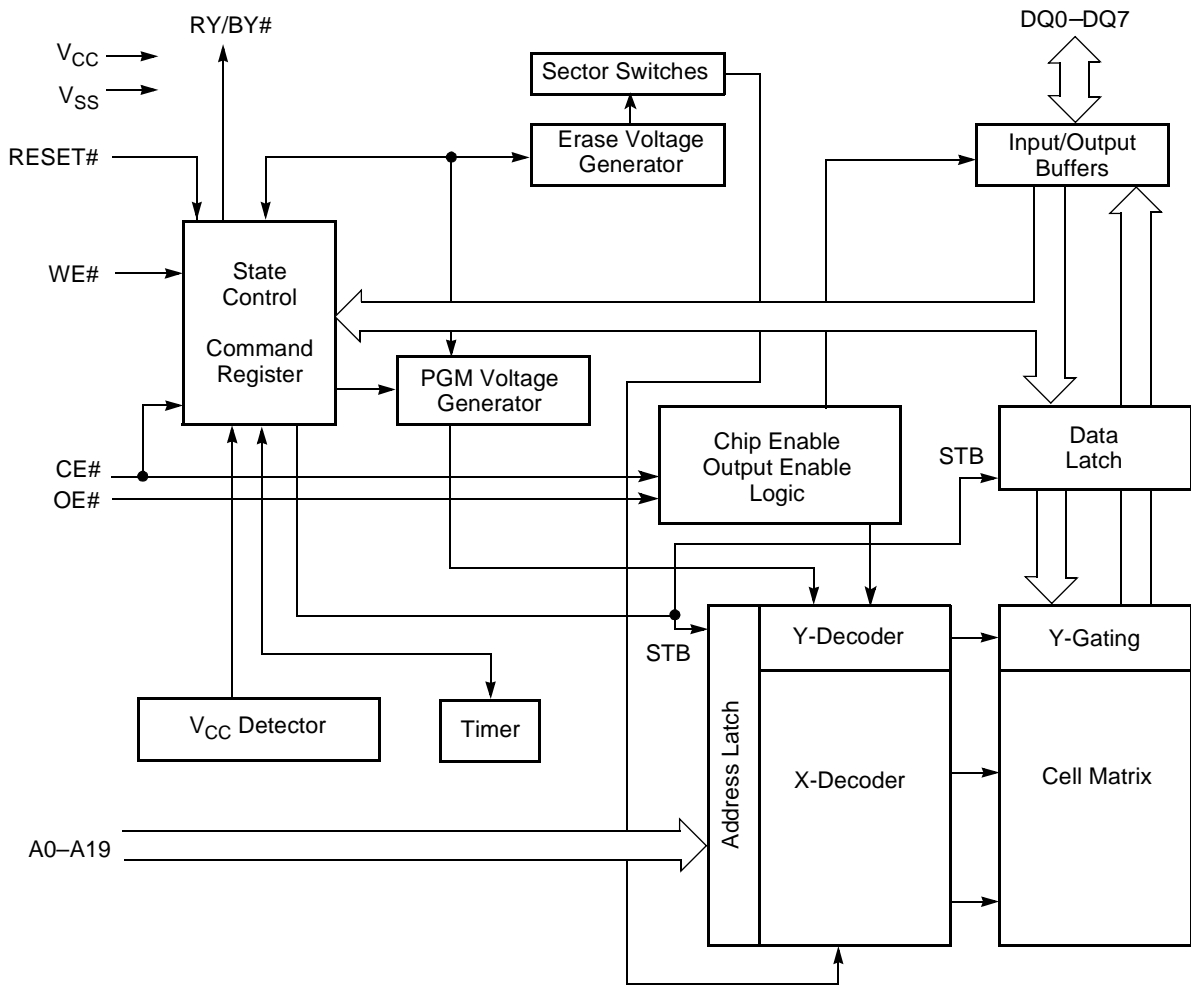 RY/BY#
DQ0–DQ7
VCC
VSS
Sector Switches
Erase Voltage
Generator
Input/Output
Buffers
RESET#
WE#
State
Control
Command
Register
PGM Voltage
Generator
Chip Enable
Output Enable
Logic
STB
Data
Latch
CE#
OE#
Y-Decoder
Y-Gating
STB
VCC Detector
Timer
Address Latch
X-Decoder
Cell Matrix
A0–A19